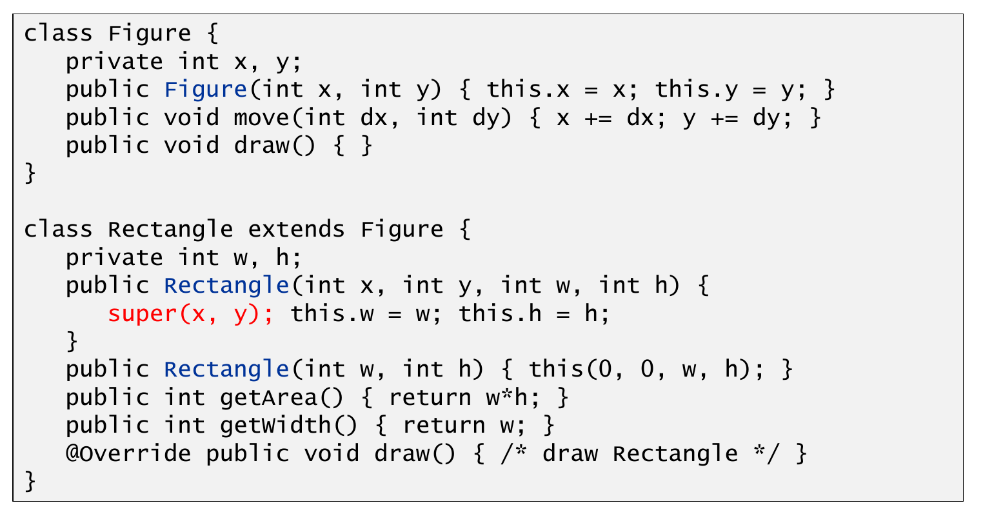 class Figure {
   private int x, y;
   public Figure(int x, int y) { this.x = x; this.y = y; }
   public void move(int dx, int dy) { x += dx; y += dy; }
   public void draw() { }
}

class Rectangle extends Figure {
   private int w, h;
   public Rectangle(int x, int y, int w, int h) {
      super(x, y); this.w = w; this.h = h;
   }
   public Rectangle(int w, int h) { this(0, 0, w, h); }
   public int getArea() { return w*h; }
   public int getWidth() { return w; }
   @Override public void draw() { /* draw Rectangle */ }
}